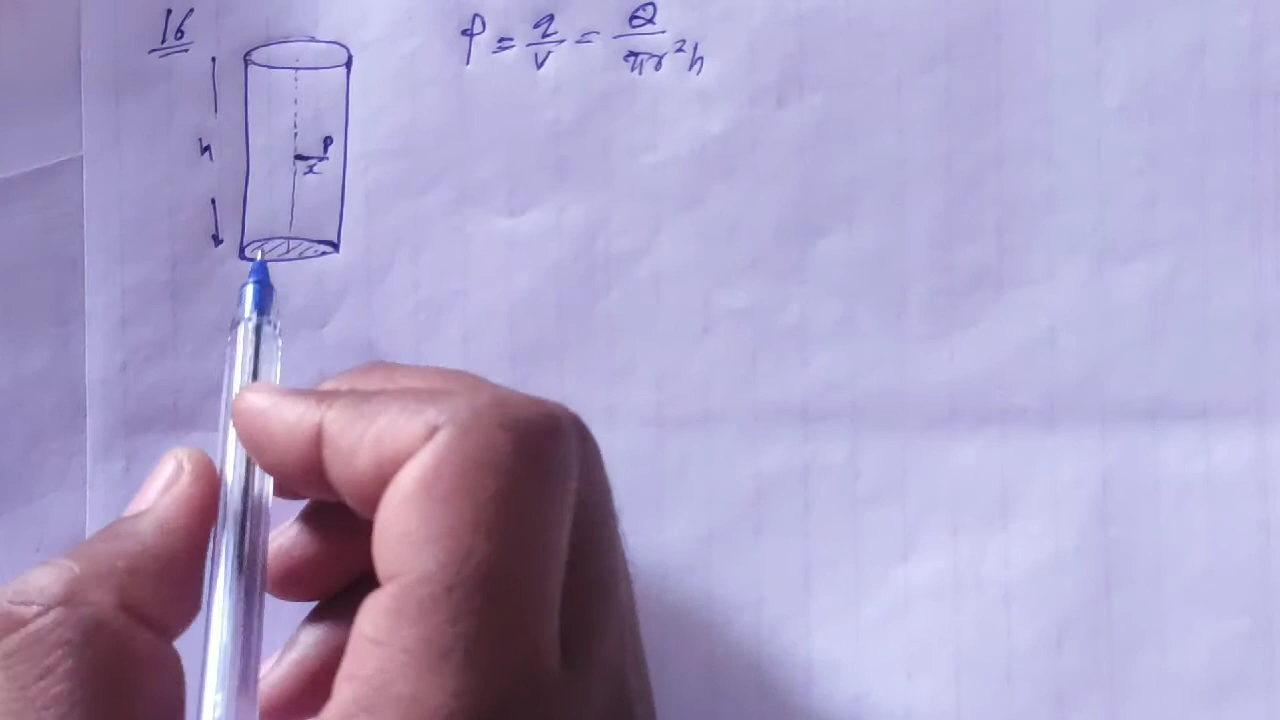 16
ρ = q/v = Q/πr²h
h
P
x